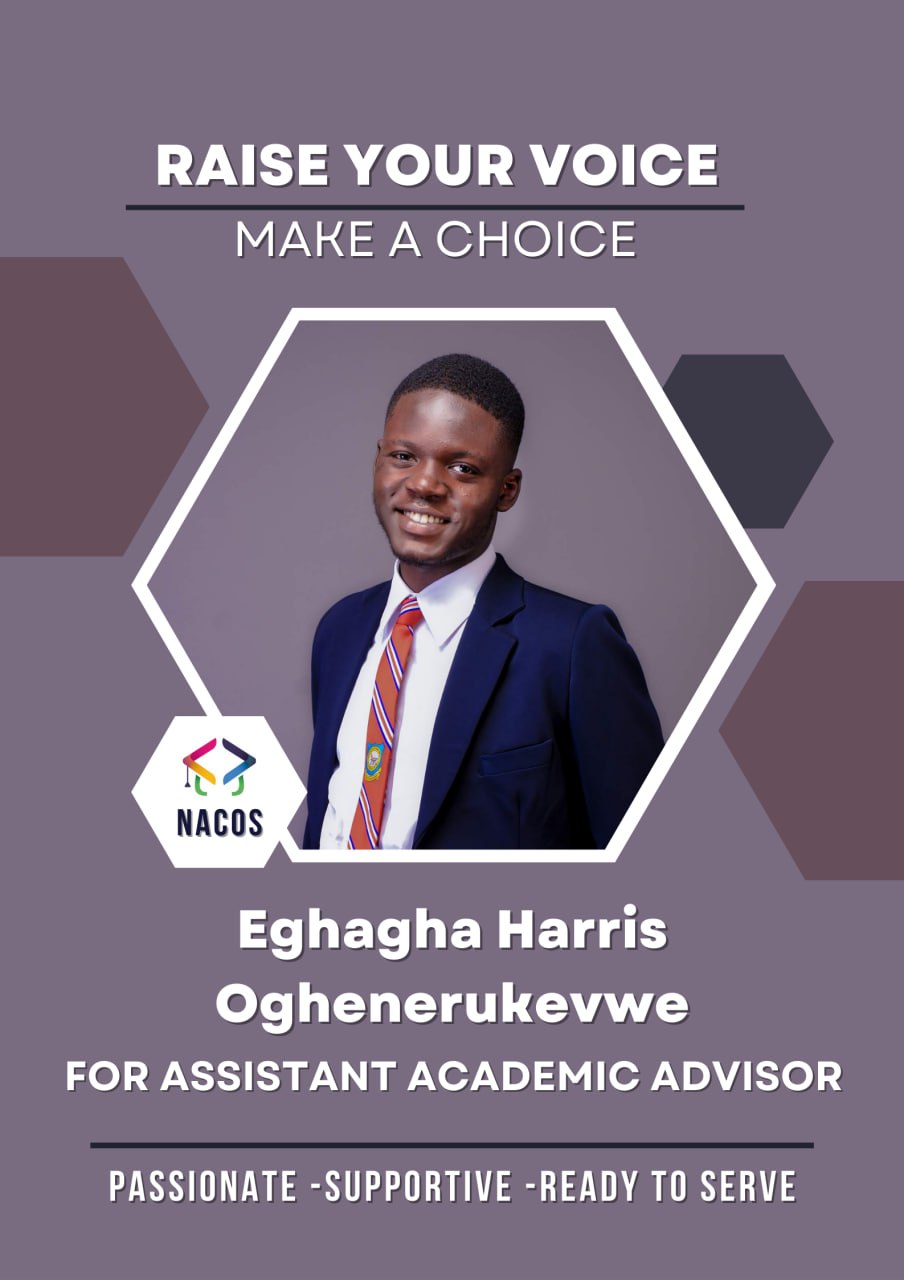 RAISE YOUR VOICE
MAKE A CHOICE
NACOS
Eghagha Harris
Oghenerukevwe
FOR ASSISTANT ACADEMIC ADVISOR
PASSIONATE -SUPPORTIVE -READY TO SERVE